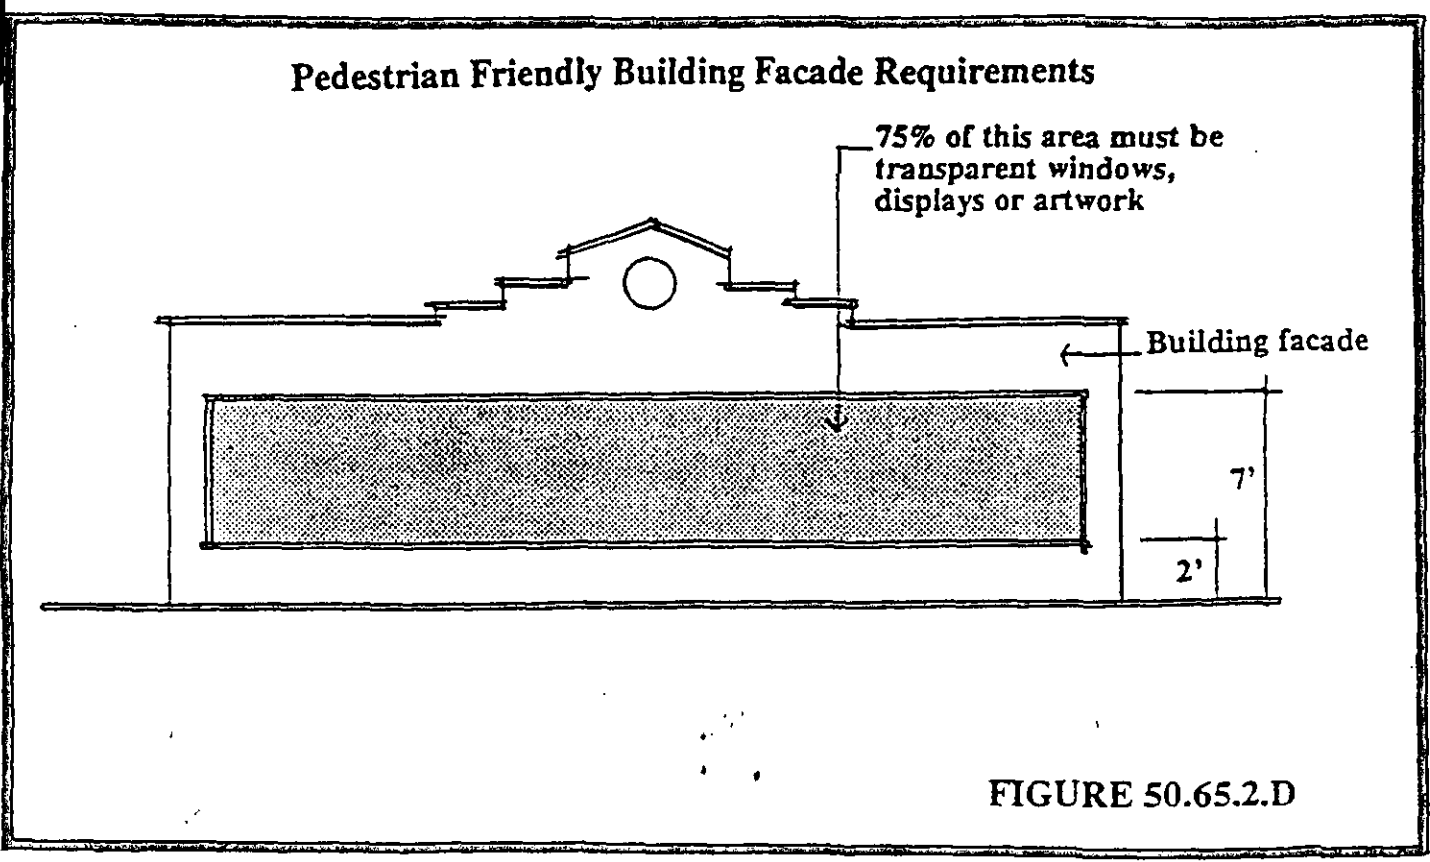 Pedestrian Friendly Building Facade Requirements
75% of this area must be
transparent windows,
displays or artwork
Building facade
7'
2'
FIGURE 50.65.2.D